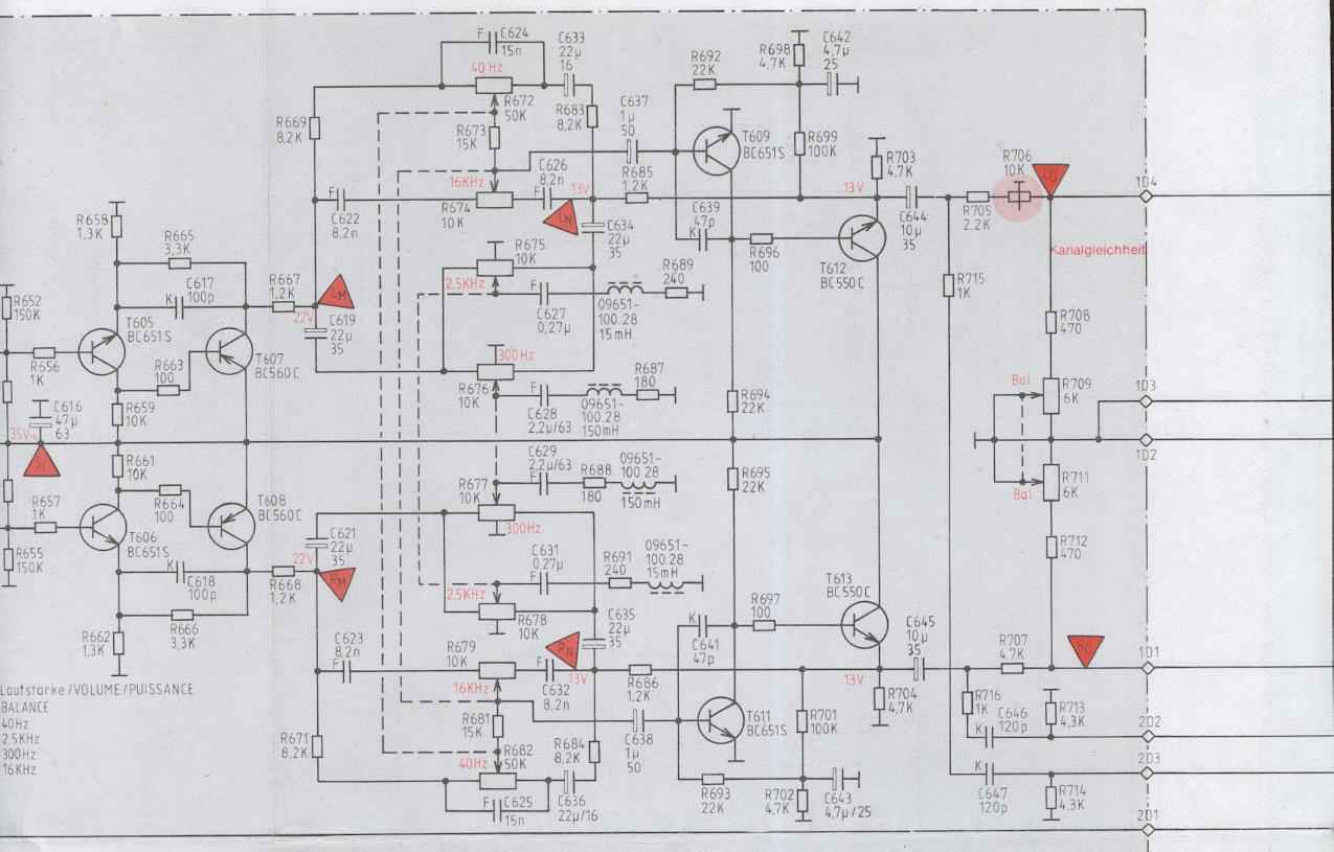 C624
15n
F
C633
22µ
16
40Hz
R672
50K
R673
15K
R683
8,2K
R669
8,2K
C637
1µ
50
R692
22K
R698
4,7K
C642
4,7µ
25
T609
BC651S
R699
100K
R703
4,7K
R706
10K
1D4
C626
8,2n
F
R685
1,2K
13V
16KHz
R674
10K
F
C622
8,2n
C634
22µ
35
C639
47p
K
R696
100
13V
C644
10µ
35
R705
2.2K
Kanalgleichheit
T612
BC550C
R715
1K
R658
1,3K
R665
3,3K
C617
100p
K
R667
1,2K
22V
LM
C619
22µ
35
R675
10K
2,5KHz
F
C627
0,27µ
09651-
100.28
15mH
R689
240
R652
150K
T605
BC651S
R656
1K
R663
100
T607
BC560C
R659
10K
C616
47µ
63
35V
300Hz
R676
10K
F
C628
2,2µ/63
09651-
100.28
150mH
R687
180
R694
22K
R708
470
Bal
R709
6K
1D3
1D2
R661
10K
R657
1K
R664
100
T608
BC560C
T606
BC651S
R655
150K
C618
100p
K
R668
1,2K
22V
RM
C621
22µ
35
R677
10K
C629
2,2µ/63
F
R688
180
09651-
100.28
150mH
300Hz
R695
22K
Bal
R711
6K
R712
470
C631
0,27µ
F
R691
240
09651-
100.28
15mH
2.5KHz
R678
10K
R662
1,3K
R666
3,3K
C623
8,2n
F
R679
10K
F
RN
C635
22µ
35
13V
C632
8,2n
16KHz
R686
1,2K
K
C641
47p
R697
100
T613
BC550C
C645
10µ
35
13V
R704
4,7K
R707
4.7K
1D1
Lautstärke/VOLUME/PUISSANCE
BALANCE
40Hz
2.5KHz
300Hz
16KHz
R671
8,2K
R681
15K
R682
50K
40Hz
F
C625
15n
C636
22µ/16
R684
8,2K
C638
1µ
50
T611
BC651S
R693
22K
R701
100K
R702
4,7K
C643
4,7µ/25
R716
1K
C646
120p
K
R713
4,3K
2D2
2D3
K
C647
120p
R714
4,3K
2D1